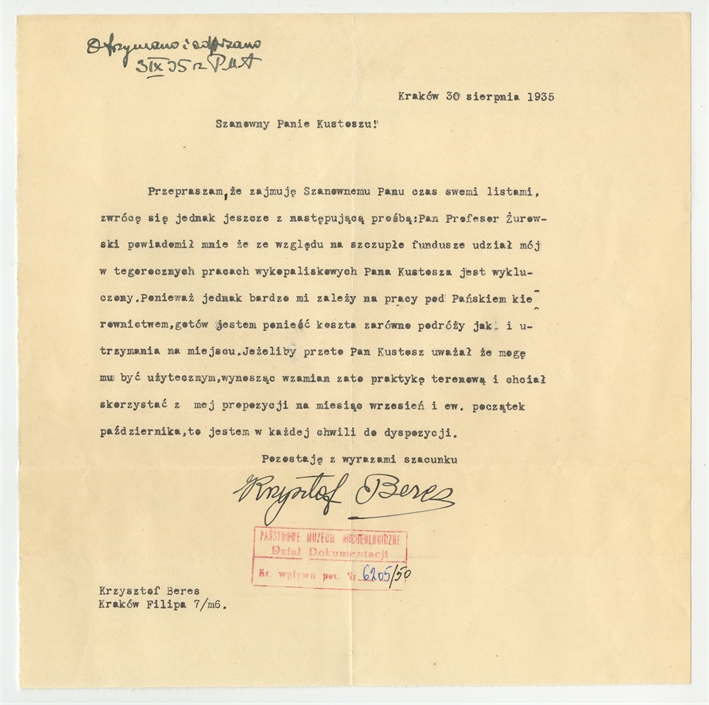 Otrzymano i odpisano
3 IX 35 r. PMA
Kraków 30 sierpnia 1935
Szanowny Panie Kustoszu!
Przepraszam,że zajmuję Szanownemu Panu czas swemi listami,
zwrócę się jednak jeszcze z następującą prośbą:Pan Profesor Żurow-
ski powiadomił mnie że ze względu na szczupłe fundusze udział mój
w tegorocznych pracach wykopaliskowych Pana Kustosza jest wyklu-
czony.Ponieważ jednak bardzo mi zależy na pracy pod Pańskiem kie-
rownictwem,gotów jestem ponieść koszta zarówno podróży jak i u-
trzymania na miejscu.Jeżeliby przeto Pan Kustosz uważał że mogę
mu być użytecznym,wynosząc wzamian zato praktykę terenową i chciał
skorzystać z mej propozycji na miesiąc wrzesień i ew. początek
października,to jestem w każdej chwili do dyspozycji.
Pozostaję z wyrazami szacunku
Krzysztof Beres
PAŃSTWOWE MUZEUM ARCHEOLOGICZNE
Dział Dokumentacji
Kr. wpływu poz. Nr. 6205/50
Krzysztof Beres
Kraków Filipa 7/m6.